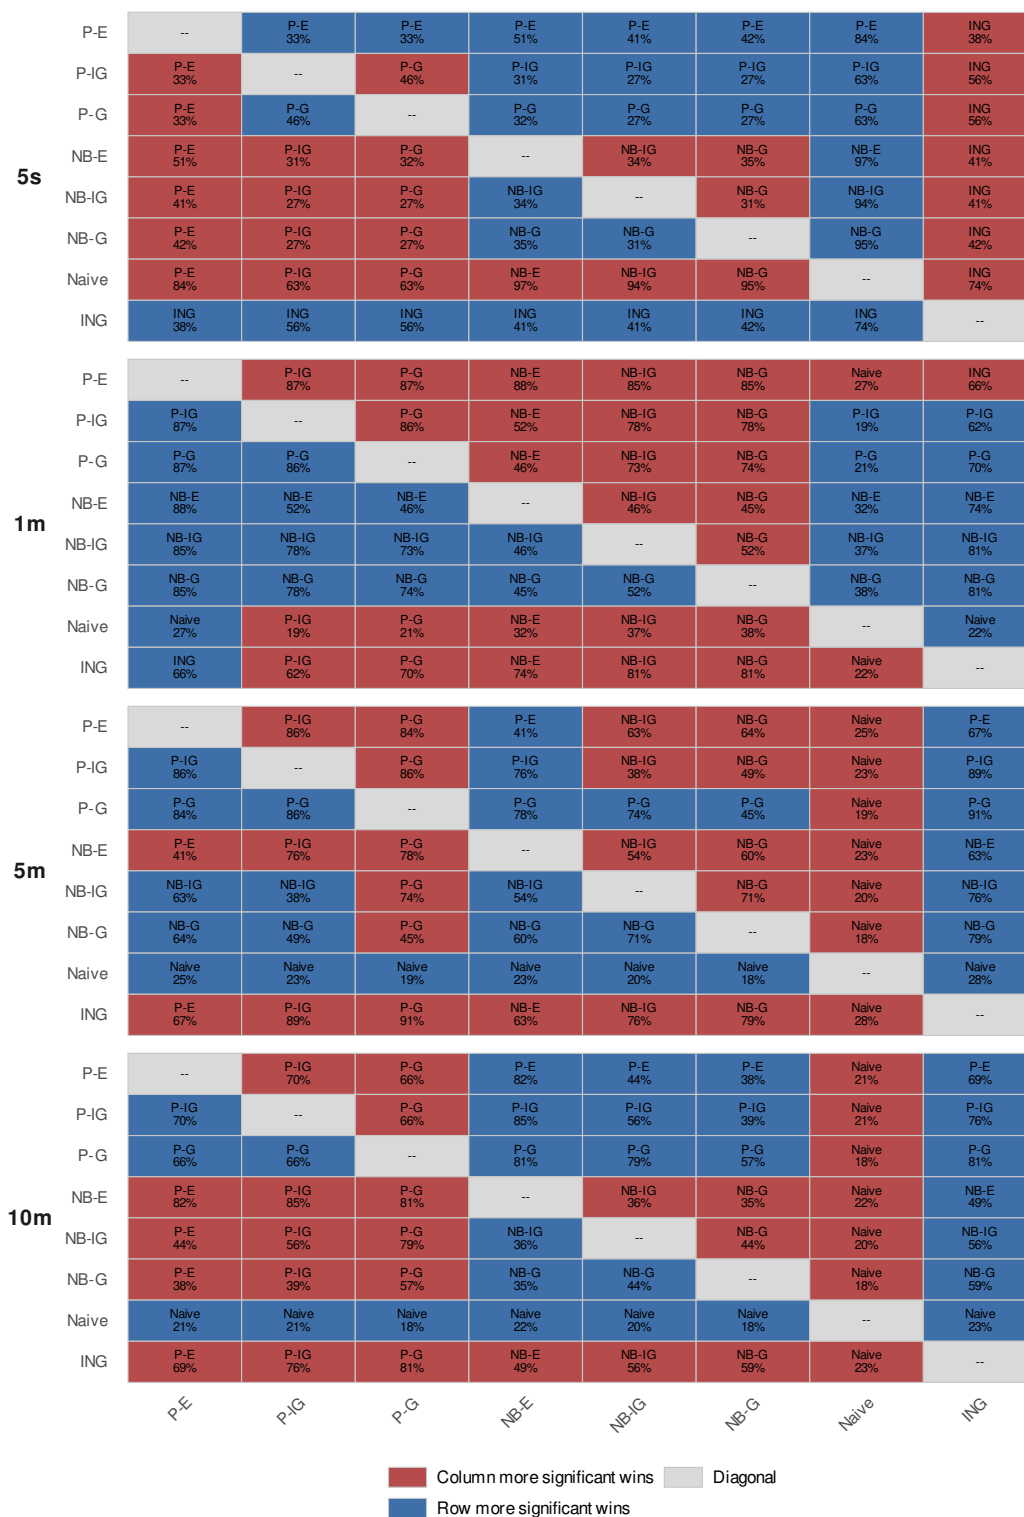 P-E -- P-E P-E P-E P-E P-E P-E ING
33% 33% 51% 41% 42% 84% 38%
P-IG P-E -- P-G P-IG P-IG P-IG P-IG ING
33% 46% 31% 27% 27% 63% 56%
P-G P-E P-G -- P-G P-G P-G P-G ING
33% 46% 32% 27% 27% 63% 56%
NB-E P-E P-IG P-G -- NB-IG NB-G NB-E ING
51% 31% 32% 34% 35% 97% 41%
5s
NB-IG P-E P-IG P-G NB-IG -- NB-G NB-IG ING
41% 27% 27% 34% 31% 94% 41%
NB-G P-E P-IG P-G NB-G NB-G -- NB-G ING
42% 27% 27% 35% 31% 95% 42%
Naive P-E P-IG P-G NB-E NB-IG NB-G -- ING
84% 63% 63% 97% 94% 95% 74%
ING ING ING ING ING ING ING ING --
38% 56% 56% 41% 41% 42% 74%
P-E -- P-IG P-G NB-E NB-IG NB-G Naive ING
87% 87% 88% 85% 85% 27% 66%
P-IG P-IG -- P-G NB-E NB-IG NB-G P-IG P-IG
87% 86% 52% 78% 78% 19% 62%
P-G P-G P-G -- NB-E NB-IG NB-G P-G P-G
87% 86% 46% 73% 74% 21% 70%
NB-E NB-E NB-E NB-E -- NB-IG NB-G NB-E NB-E
88% 52% 46% 46% 45% 32% 74%
1m
NB-IG NB-IG NB-IG NB-IG NB-IG -- NB-G NB-IG NB-IG
85% 78% 73% 46% 52% 37% 81%
NB-G NB-G NB-G NB-G NB-G NB-G -- NB-G NB-G
85% 78% 74% 45% 52% 38% 81%
Naive Naive P-IG P-G NB-E NB-IG NB-G -- Naive
27% 19% 21% 32% 37% 38% 22%
ING ING P-IG P-G NB-E NB-IG NB-G Naive --
66% 62% 70% 74% 81% 81% 22%
P-E -- P-IG P-G P-E NB-IG NB-G Naive P-E
86% 84% 41% 63% 64% 25% 67%
P-IG P-IG -- P-G P-IG NB-IG NB-G Naive P-IG
86% 86% 76% 38% 49% 23% 89%
P-G P-G P-G -- P-G P-G P-G Naive P-G
84% 86% 78% 74% 45% 19% 91%
NB-E P-E P-IG P-G -- NB-IG NB-G Naive NB-E
41% 76% 78% 54% 60% 23% 63%
5m
NB-IG NB-IG NB-IG P-G NB-IG -- NB-G Naive NB-IG
63% 38% 74% 54% 71% 20% 76%
NB-G NB-G NB-G P-G NB-G NB-G -- Naive NB-G
64% 49% 45% 60% 71% 18% 79%
Naive Naive Naive Naive Naive Naive Naive -- Naive
25% 23% 19% 23% 20% 18% 28%
ING P-E P-IG P-G NB-E NB-IG NB-G Naive --
67% 89% 91% 63% 76% 79% 28%
P-E -- P-IG P-G P-E P-E P-E Naive P-E
70% 66% 82% 44% 38% 21% 69%
P-IG P-IG -- P-G P-IG P-IG P-IG Naive P-IG
70% 66% 85% 56% 39% 21% 76%
P-G P-G P-G -- P-G P-G P-G Naive P-G
66% 66% 81% 79% 57% 18% 81%
NB-E P-E P-IG P-G -- NB-IG NB-G Naive NB-E
82% 85% 81% 36% 35% 22% 49%
10m
NB-IG P-E P-IG P-G NB-IG -- NB-G Naive NB-IG
44% 56% 79% 36% 44% 20% 56%
NB-G P-E P-IG P-G NB-G NB-G -- Naive NB-G
38% 39% 57% 35% 44% 18% 59%
Naive Naive Naive Naive Naive Naive Naive -- Naive
21% 21% 18% 22% 20% 18% 23%
ING P-E P-IG P-G NB-E NB-IG NB-G Naive --
69% 76% 81% 49% 56% 59% 23%
P-E P-IG P-G NB-E NB-IG NB-G Naive ING
Column more significant wins Diagonal
Row more significant wins